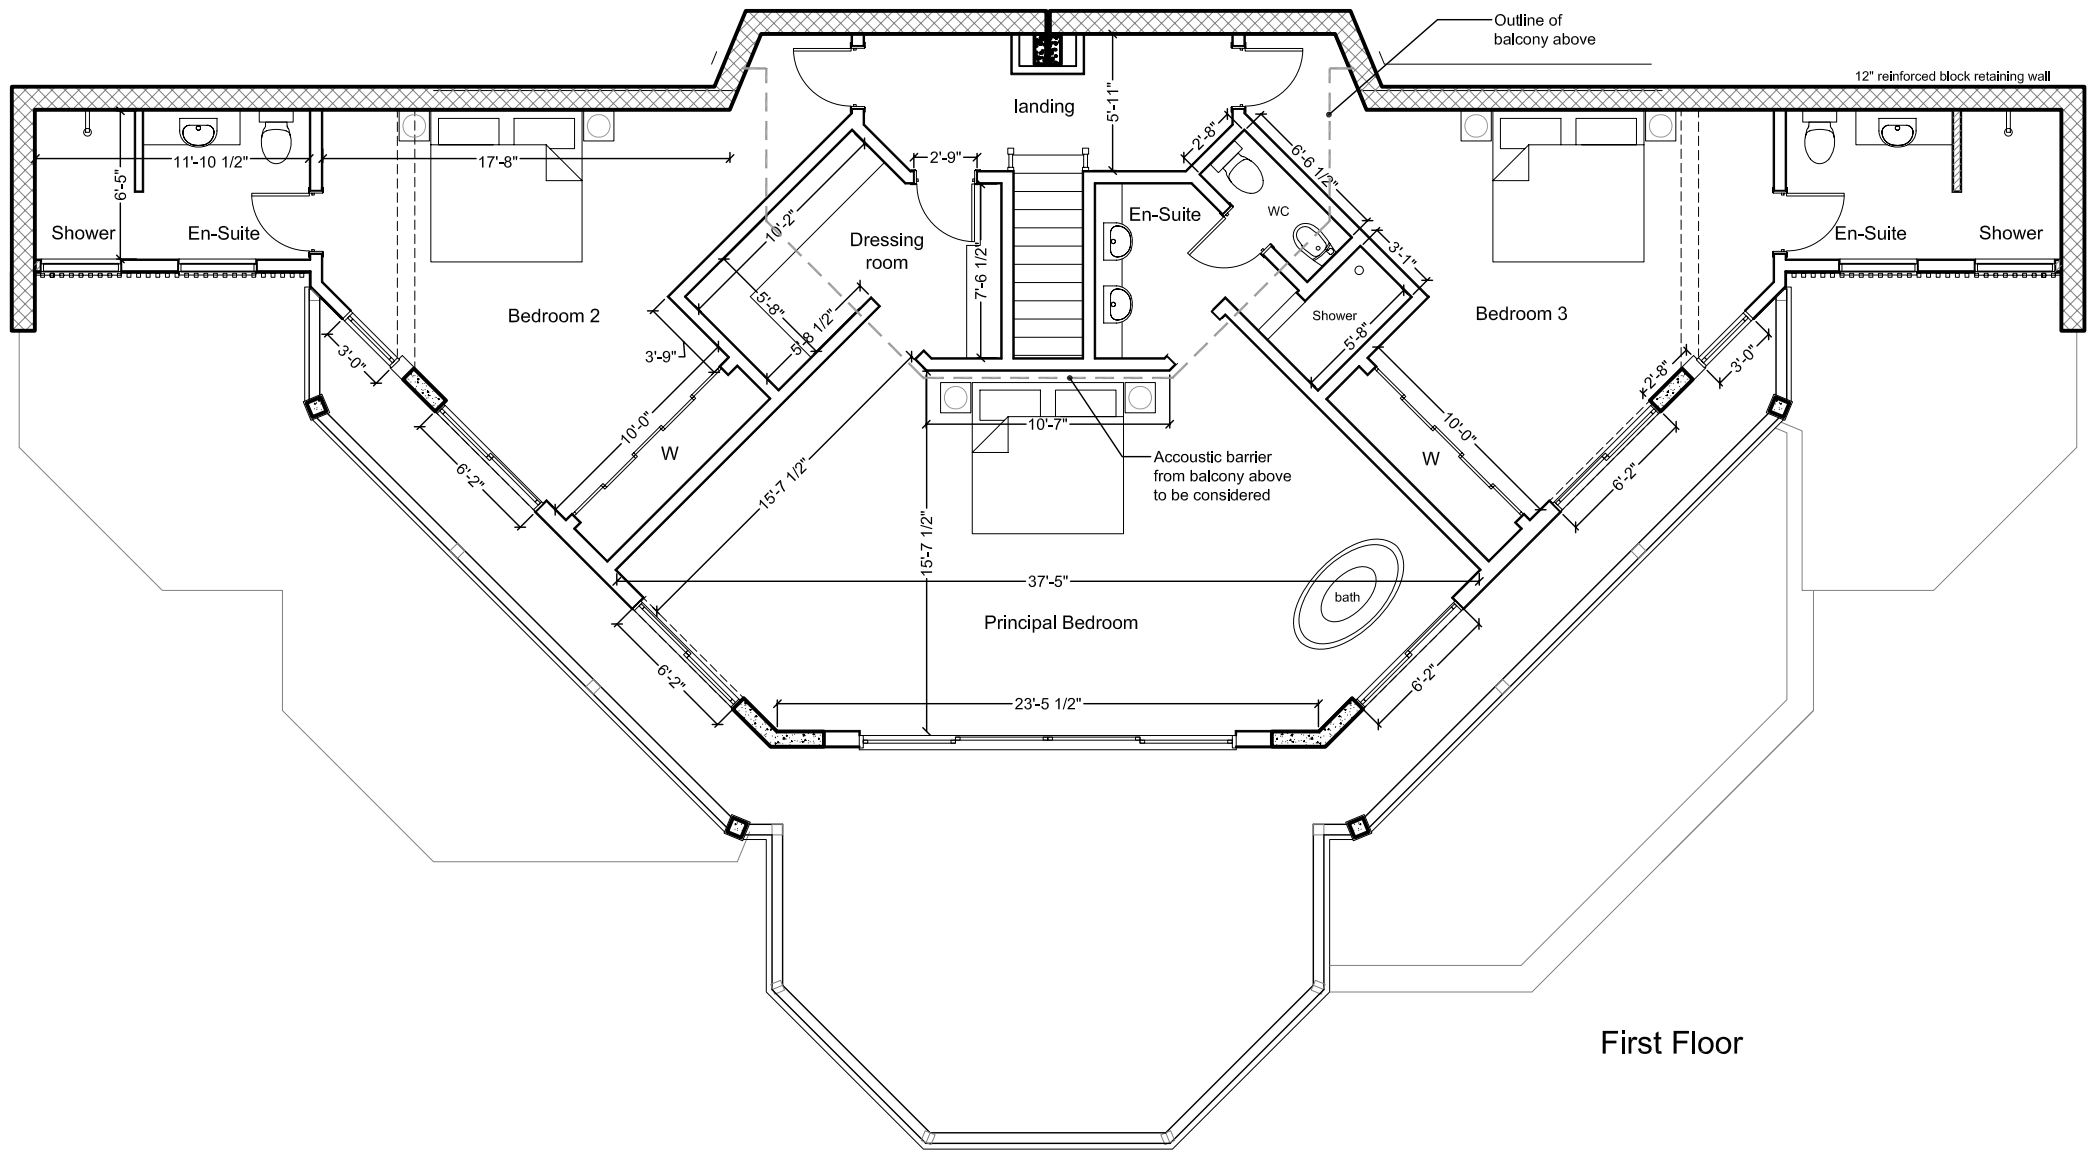 Outline of
balcony above
12" reinforced block retaining wall
landing
5'-11"
2'-8"
6'-6 1/2"
11'-10 1/2"
17'-8"
2'-9"
6'-5"
10'-2"
En-Suite
WC
Shower
En-Suite
Dressing
room
En-Suite
Shower
3'-1"
7'-6 1/2"
5'-8"
5'-8 1/2"
Bedroom 2
Shower
Bedroom 3
3'-0"
3'-9"
5'-8"
2'-8"
3'-0"
10'-0"
10'-7"
10'-0"
W
W
6'-2"
15'-7 1/2"
Accoustic barrier
from balcony above
to be considered
6'-2"
15'-7 1/2"
37'-5"
bath
Principal Bedroom
6'-2"
6'-2"
23'-5 1/2"
First Floor